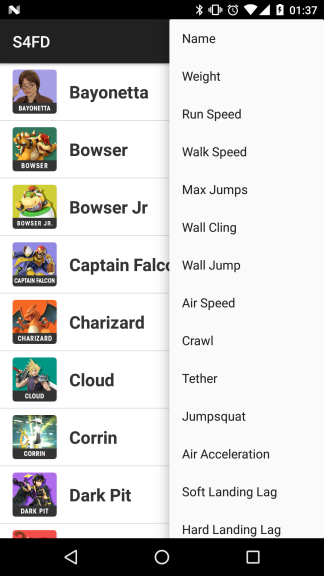 01:37
S4FD
Name
Weight
Run Speed
Walk Speed
Max Jumps
Wall Cling
Wall Jump
Air Speed
Crawl
Tether
Jumpsquat
Air Acceleration
Soft Landing Lag
Hard Landing Lag
BAYONETTA
Bayonetta
BOWSER
Bowser
BOWSER JR.
Bowser Jr
CAPTAIN FALCON
Captain Falco
CHARIZARD
Charizard
CLOUD
Cloud
CORRIN
Corrin
DARK PIT
Dark Pit